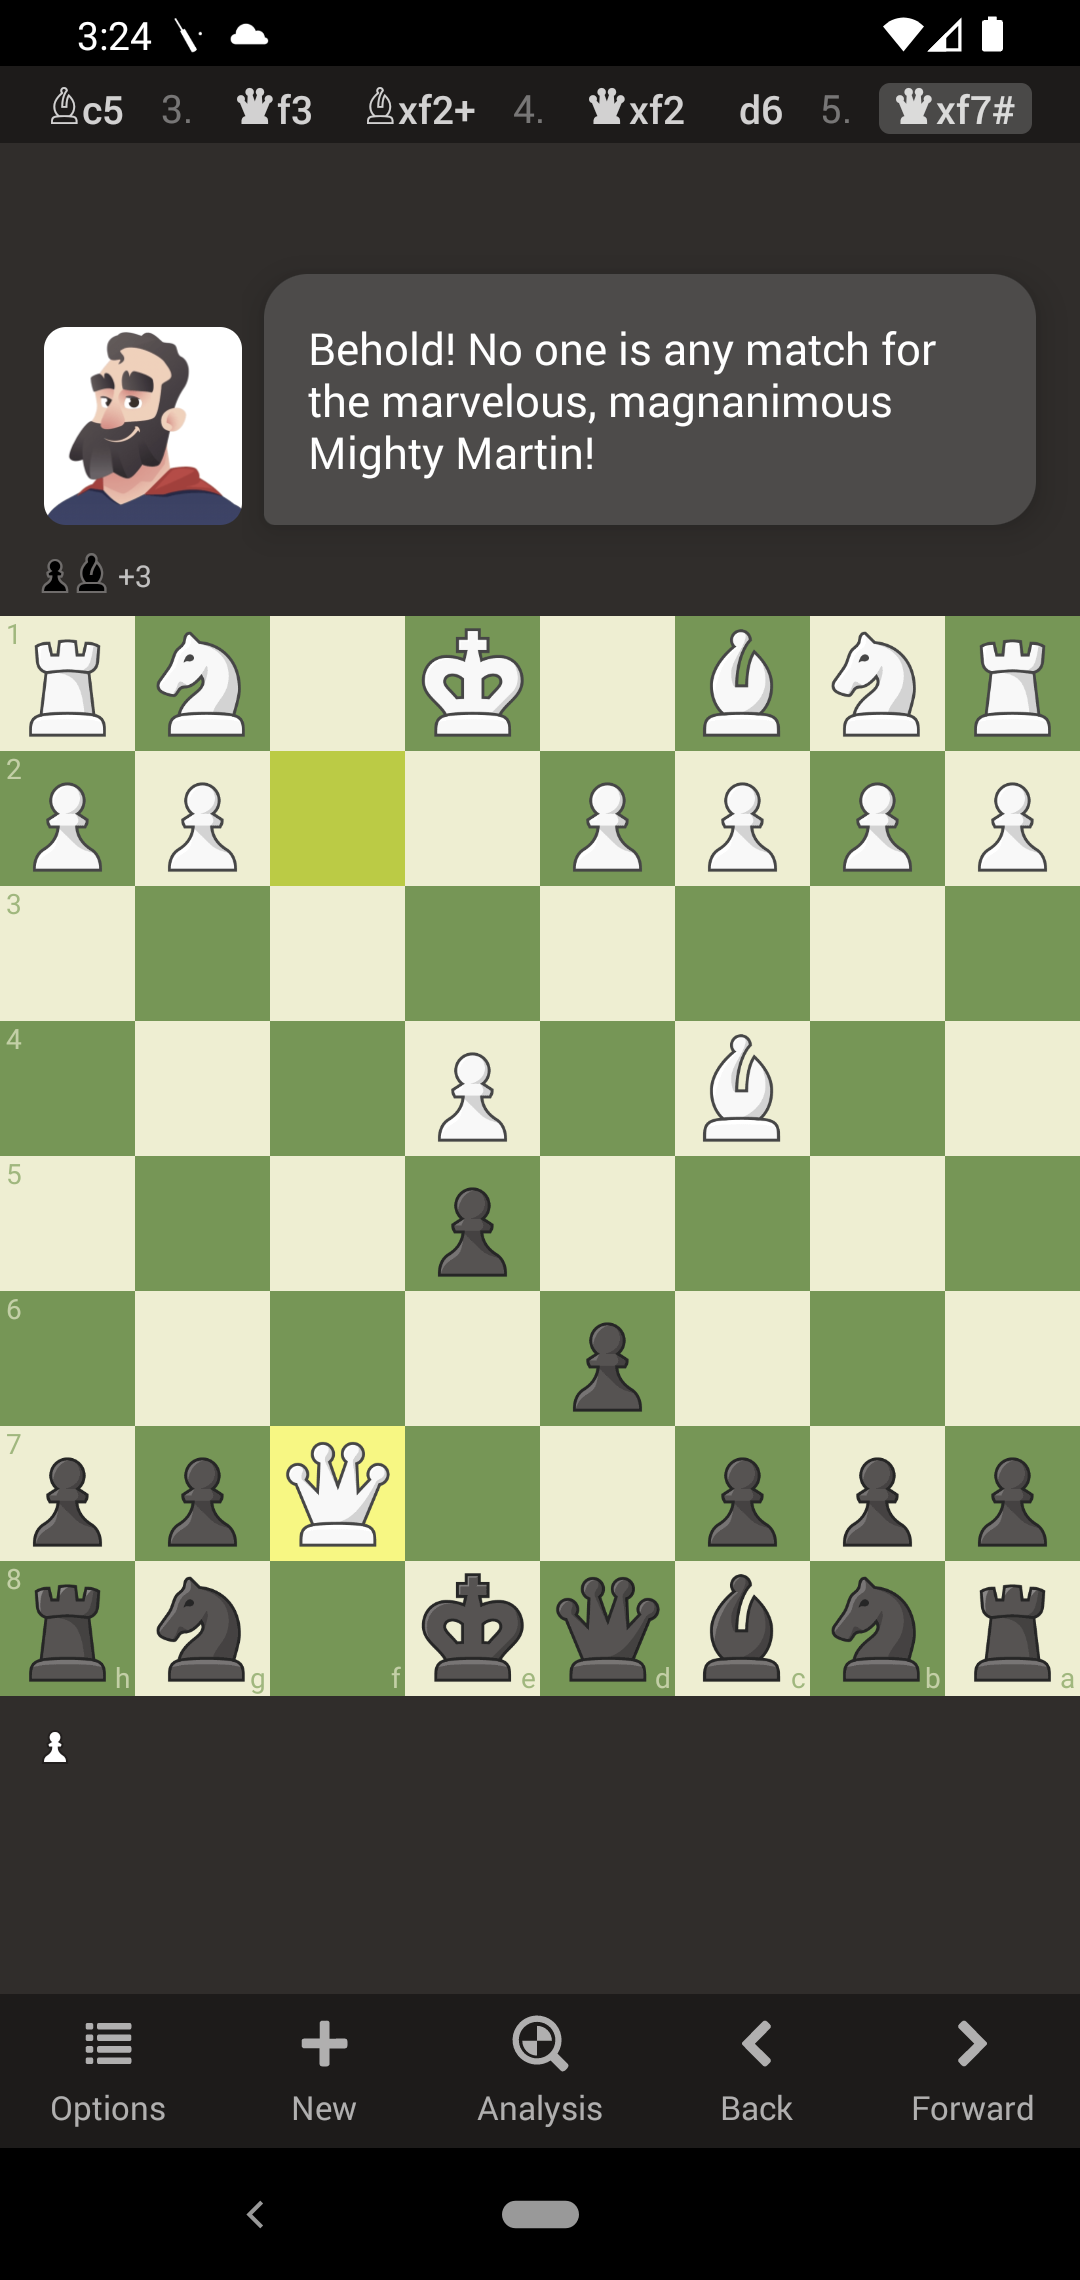 3:24
c5 3. f3 xf2+ 4. xf2 d6 5. xf7#
Behold! No one is any match for
the marvelous, magnanimous
Mighty Martin!
+3
1
2
3
4
5
6
7
8
h g f e d c b a
Options New Analysis Back Forward